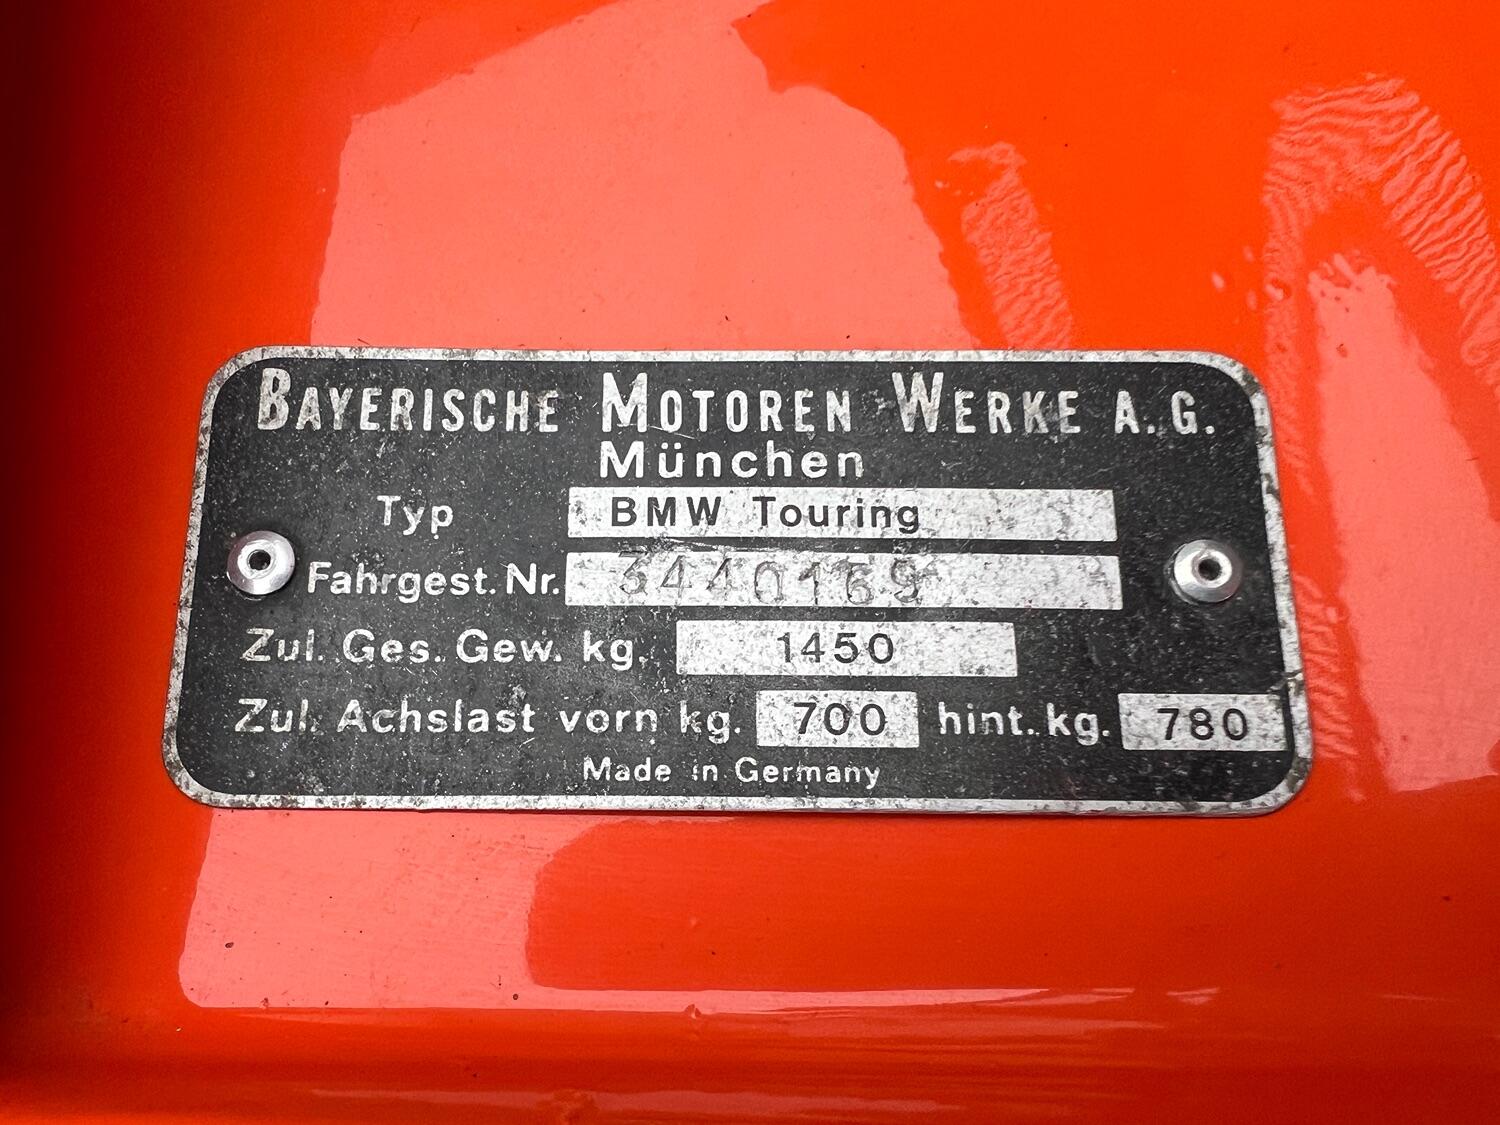 BAYERISCHE MOTOREN WERKE A.G.
München
Typ BMW Touring
Fahrgest. Nr. 3440169
Zul. Ges. Gew. kg. 1450
Zul. Achslast vorn kg. 700 hint. kg. 780
Made in Germany